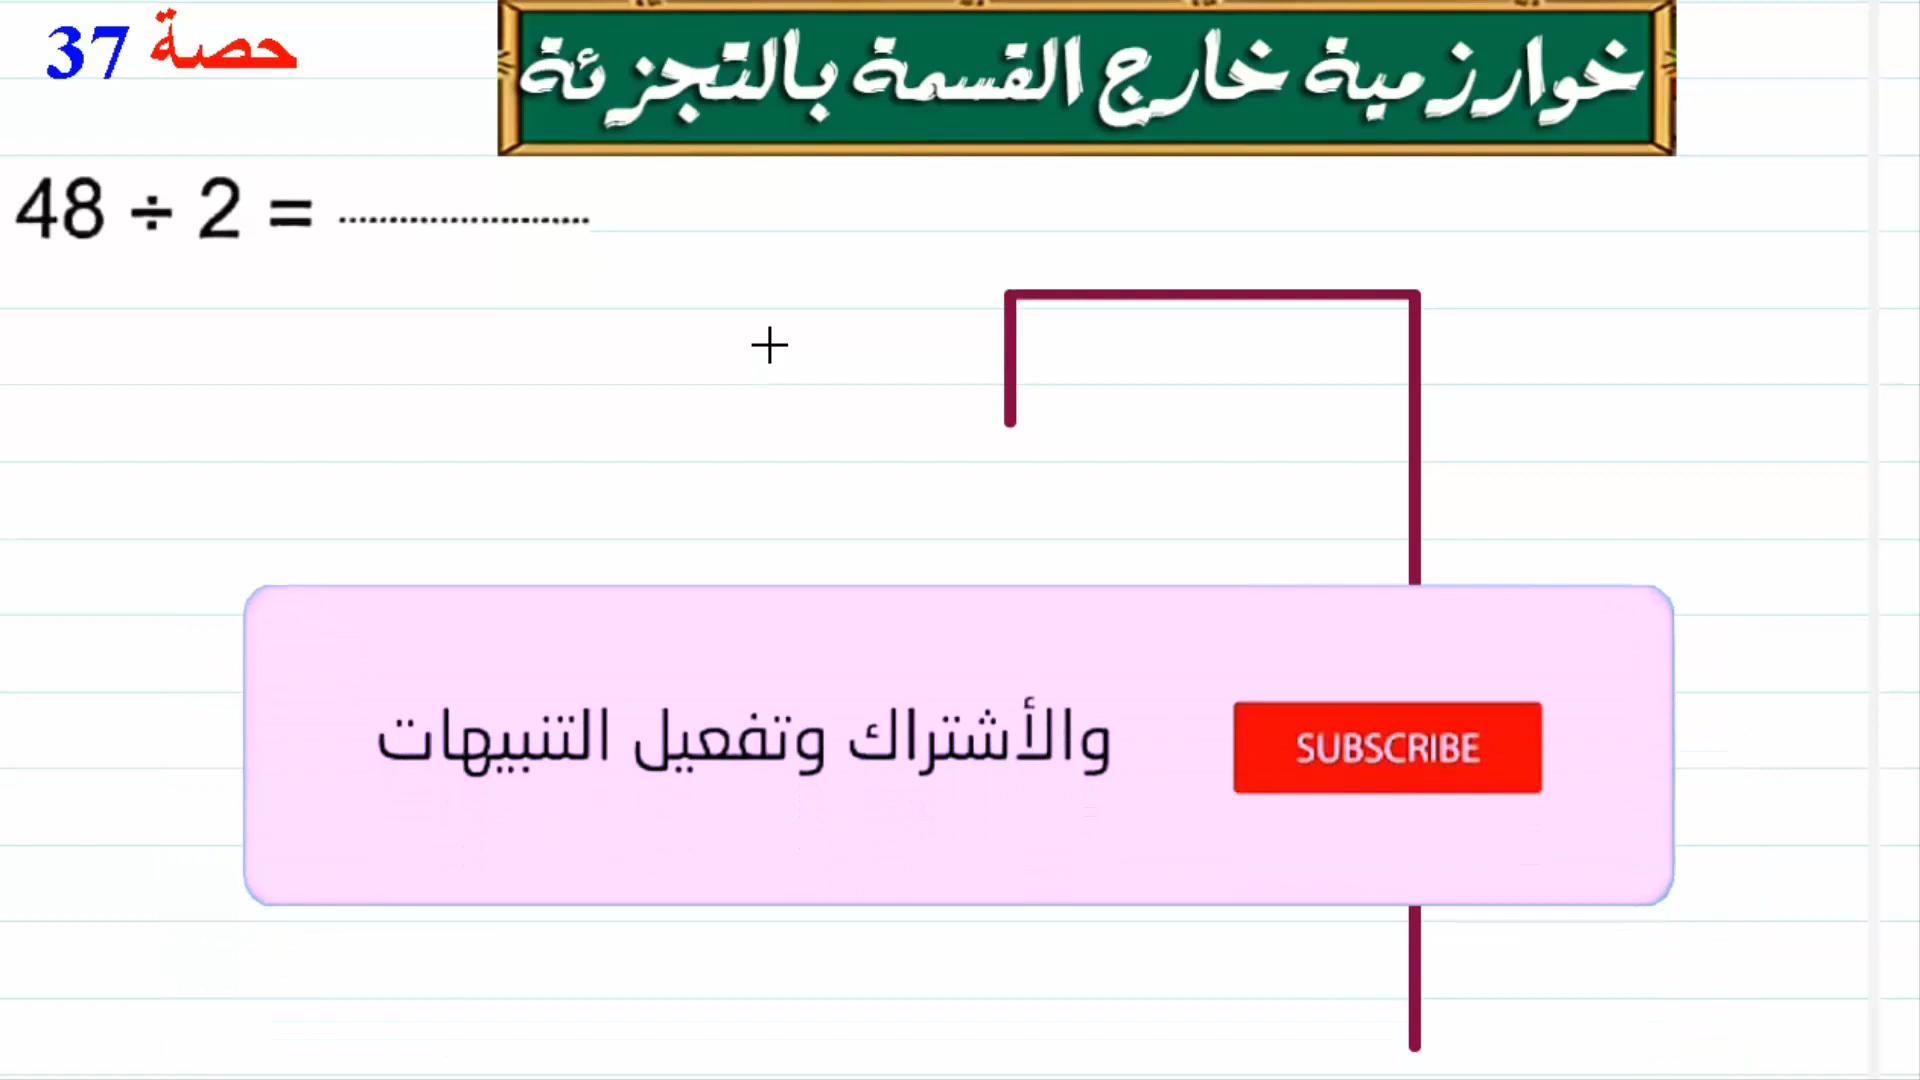 حصة 37
خوارزمية خارج القسمة بالتجزئة
48 ÷ 2 = ........................
والأشتراك وتفعيل التنبيهات
SUBSCRIBE